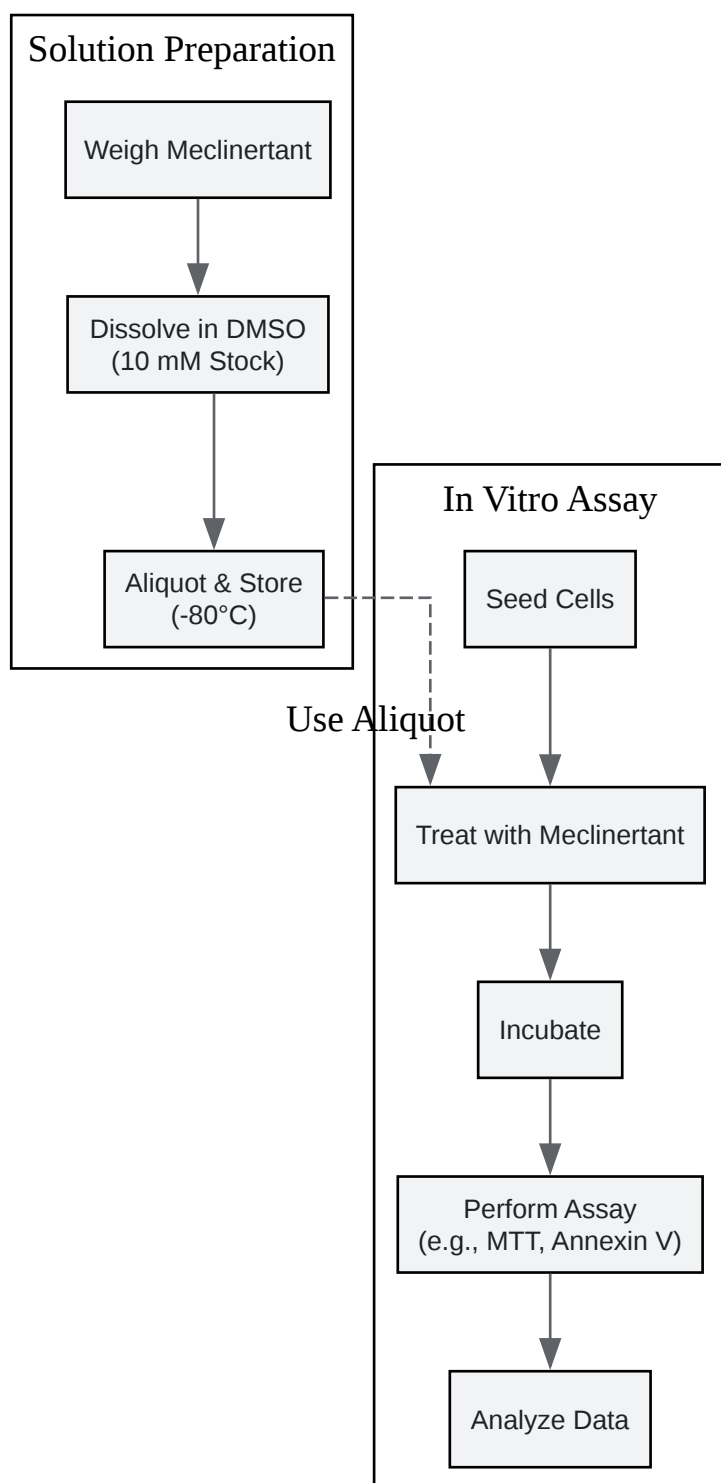 Solution Preparation
Weigh Meclinertant
Dissolve in DMSO
(10 mM Stock)
Aliquot & Store
(-80°C)
Use Aliquot
In Vitro Assay
Seed Cells
Treat with Meclinertant
Incubate
Perform Assay
(e.g., MTT, Annexin V)
Analyze Data